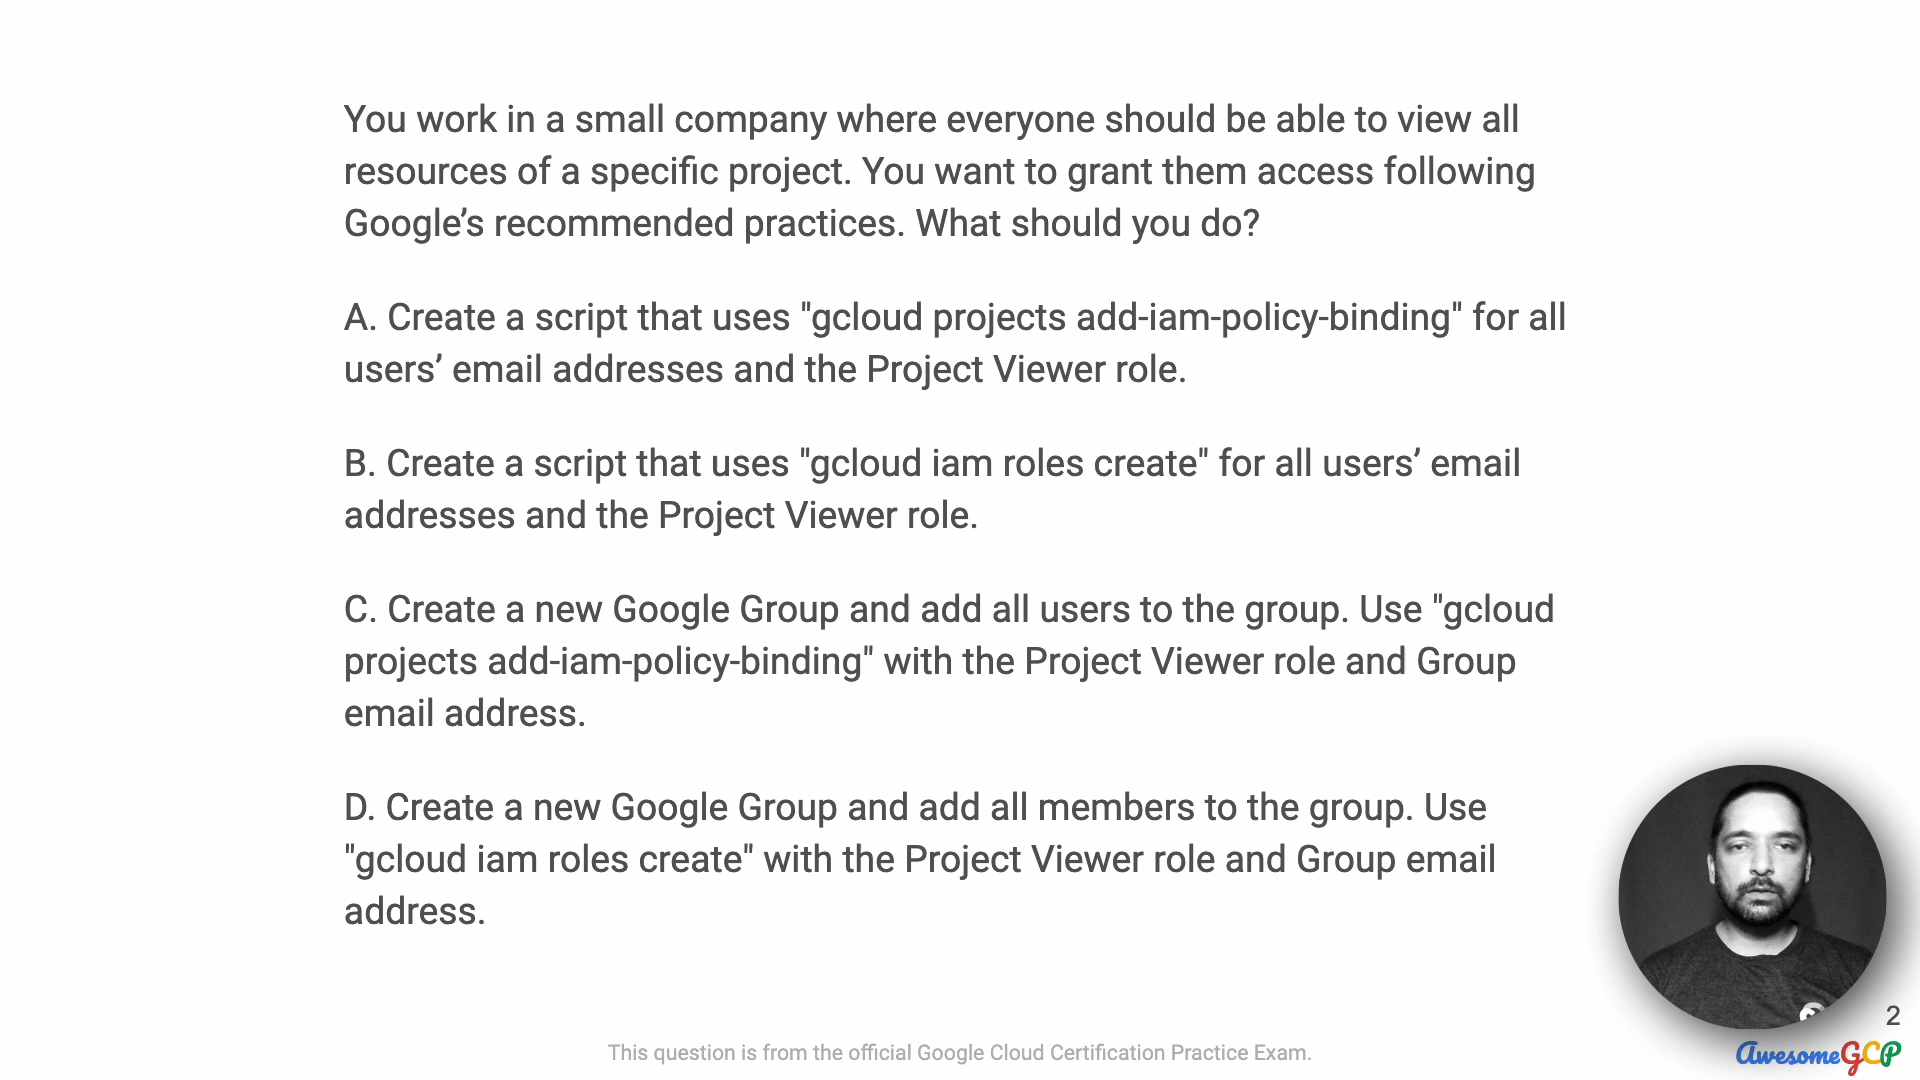 You work in a small company where everyone should be able to view all
resources of a specific project. You want to grant them access following
Google’s recommended practices. What should you do?
A. Create a script that uses "gcloud projects add-iam-policy-binding" for all
users’ email addresses and the Project Viewer role.
B. Create a script that uses "gcloud iam roles create" for all users’ email
addresses and the Project Viewer role.
C. Create a new Google Group and add all users to the group. Use "gcloud
projects add-iam-policy-binding" with the Project Viewer role and Group
email address.
D. Create a new Google Group and add all members to the group. Use
"gcloud iam roles create" with the Project Viewer role and Group email
address.
2
This question is from the official Google Cloud Certification Practice Exam.
AwesomeGCP